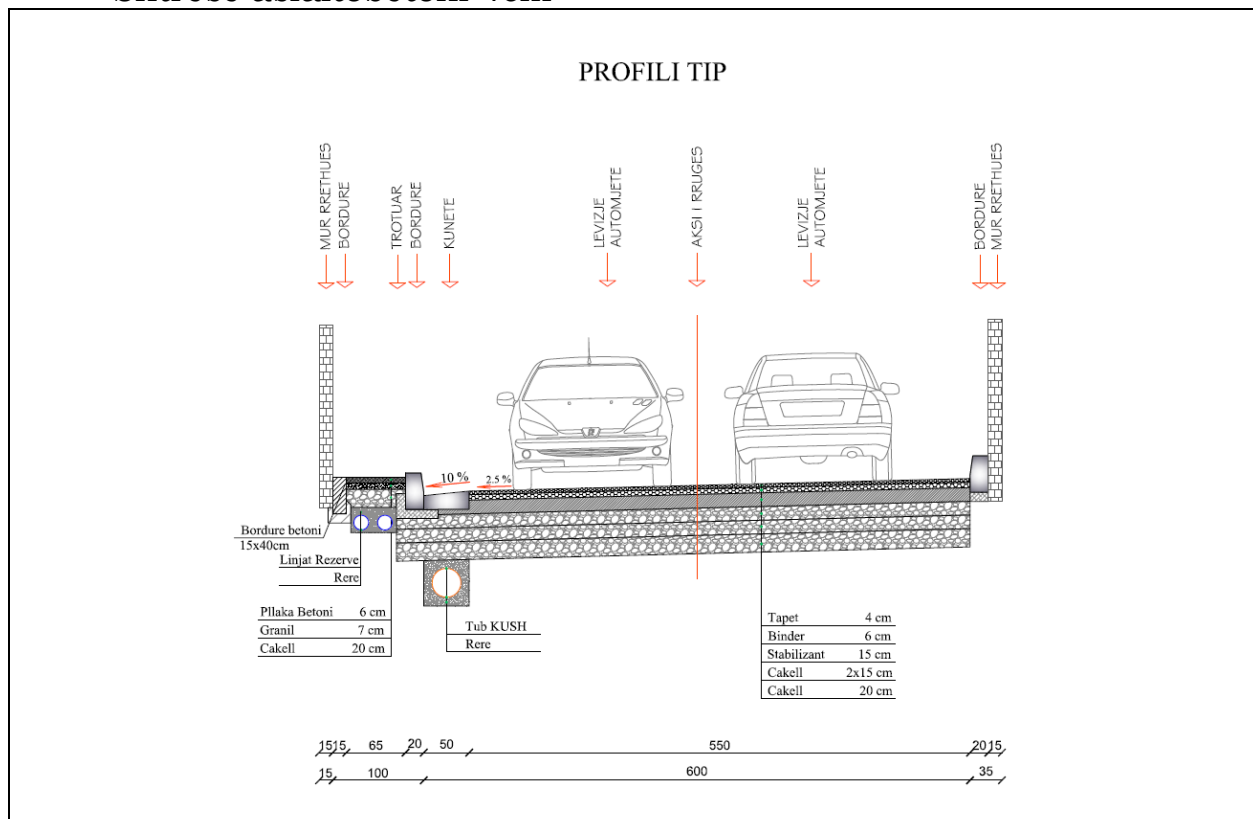 PROFILI TIP
MUR RRETHUES
BORDURE
TROTUAR
BORDURE
KUNETE
LEVIZJE
AUTOMJETE
AKSI I RRUGES
LEVIZJE
AUTOMJETE
BORDURE
MUR RRETHUES
10 %
2.5 %
Bordure betoni
15x40cm
Linjat Rezerve
Rere
Pllaka Betoni 6 cm
Granil 7 cm
Cakell 20 cm
Tub KUSH
Rere
Tapet 4 cm
Binder 6 cm
Stabilizant 15 cm
Cakell 2x15 cm
Cakell 20 cm
15 15 65 20 50 550 20 15
15 100 600 35